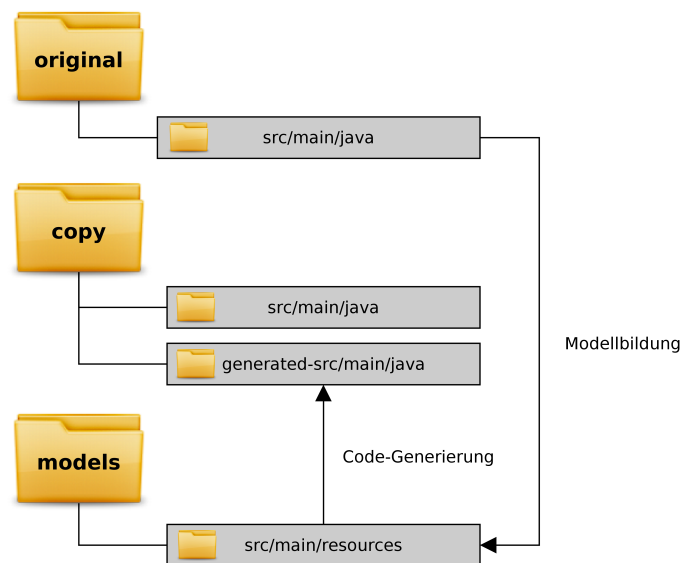 original
src/main/java
copy
src/main/java
Modellbildung
generated-src/main/java
Code-Generierung
models
src/main/resources